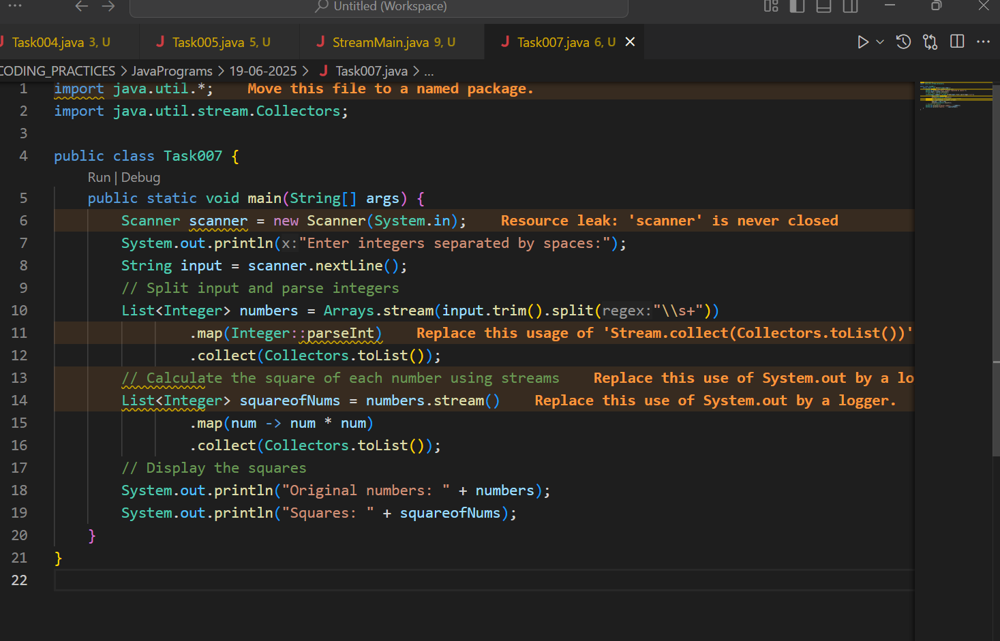 Untitled (Workspace)
Task004.java 3, U
Task005.java 5, U
StreamMain.java 9, U
Task007.java 6, U
CODING_PRACTICES > JavaPrograms > 19-06-2025 > Task007.java > ...
1 import java.util.*; Move this file to a named package.
2 import java.util.stream.Collectors;
3
4 public class Task007 {
Run | Debug
5 public static void main(String[] args) {
6 Scanner scanner = new Scanner(System.in); Resource leak: 'scanner' is never closed
7 System.out.println(x:"Enter integers separated by spaces:");
8 String input = scanner.nextLine();
9 // Split input and parse integers
10 List<Integer> numbers = Arrays.stream(input.trim().split(regex:"\\s+"))
11 .map(Integer::parseInt) Replace this usage of 'Stream.collect(Collectors.toList())'
12 .collect(Collectors.toList());
13 // Calculate the square of each number using streams Replace this use of System.out by a lo
14 List<Integer> squareofNums = numbers.stream() Replace this use of System.out by a logger.
15 .map(num -> num * num)
16 .collect(Collectors.toList());
17 // Display the squares
18 System.out.println("Original numbers: " + numbers);
19 System.out.println("Squares: " + squareofNums);
20 }
21 }
22